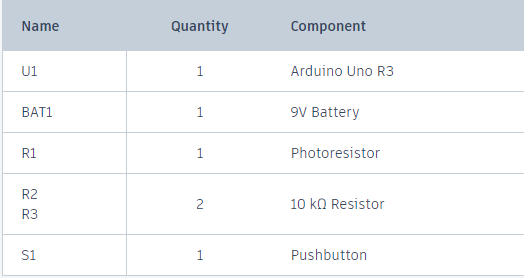 Name Quantity Component
U1 1 Arduino Uno R3
BAT1 1 9V Battery
R1 1 Photoresistor
R2
R3
2 10 kΩ Resistor
S1 1 Pushbutton